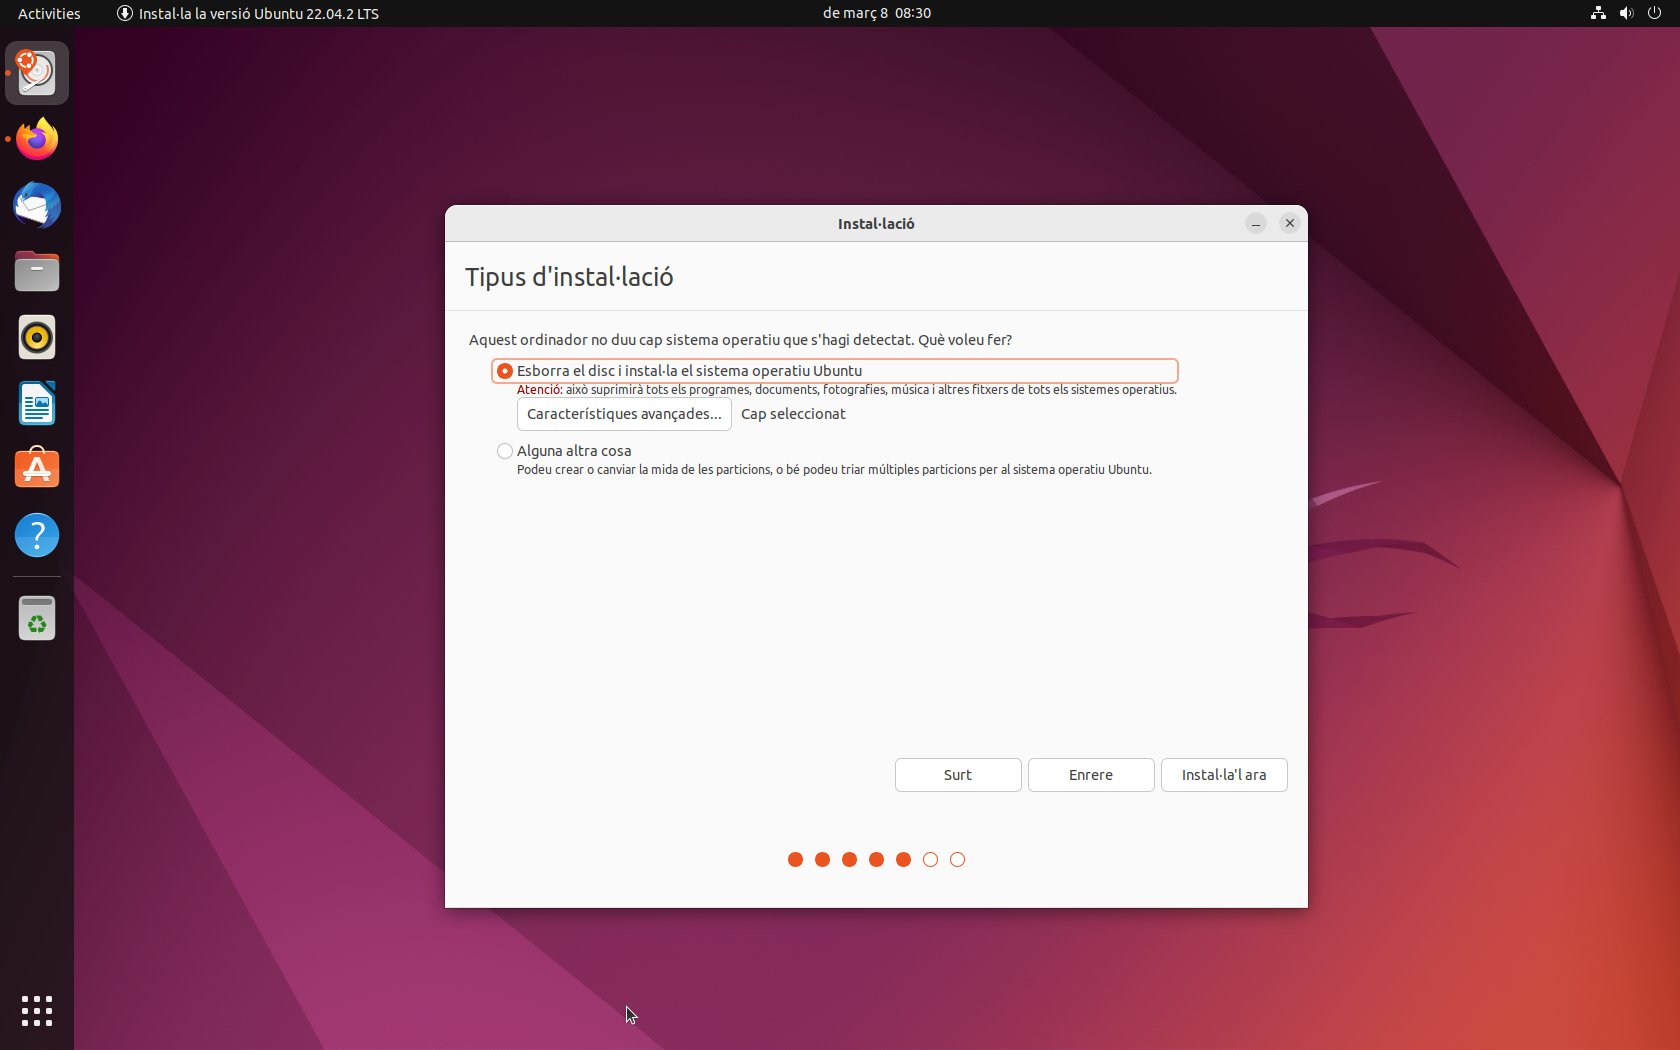 Activities
Instal·la la versió Ubuntu 22.04.2 LTS
de març 8  08:30
Instal·lació
Tipus d'instal·lació
Aquest ordinador no duu cap sistema operatiu que s'hagi detectat. Què voleu fer?
Esborra el disc i instal·la el sistema operatiu Ubuntu
Atenció: això suprimirà tots els programes, documents, fotografies, música i altres fitxers de tots els sistemes operatius.
Característiques avançades... Cap seleccionat
Alguna altra cosa
Podeu crear o canviar la mida de les particions, o bé podeu triar múltiples particions per al sistema operatiu Ubuntu.
Surt
Enrere
Instal·la'l ara